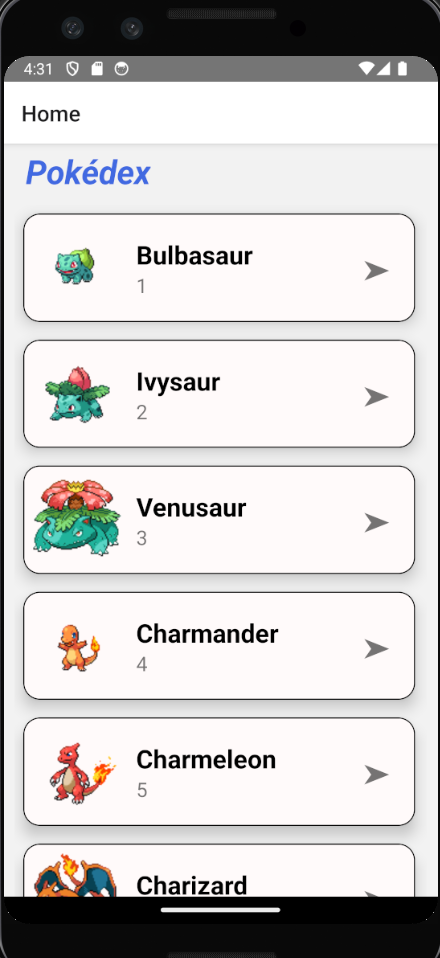 4:31
Home
Pokédex
Bulbasaur
1
Ivysaur
2
Venusaur
3
Charmander
4
Charmeleon
5
Charizard